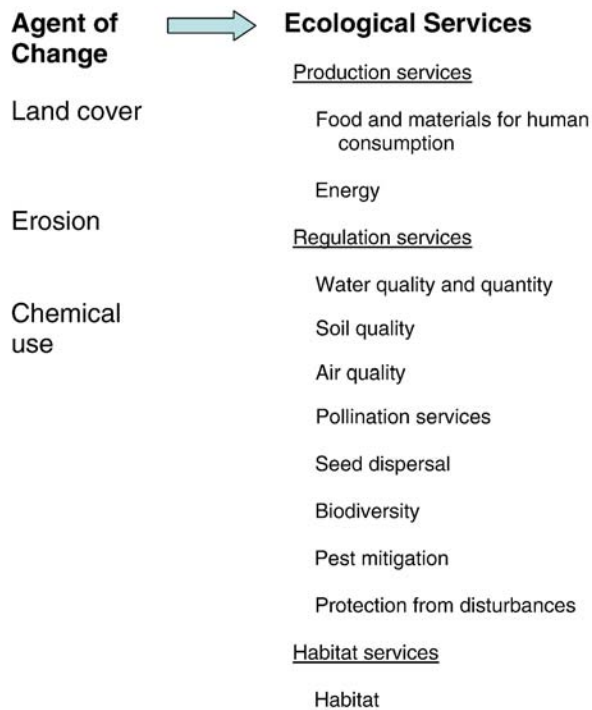 Agent of
Change
Land cover
Erosion
Chemical
use
Ecological Services
Production services
Food and materials for human
consumption
Energy
Regulation services
Water quality and quantity
Soil quality
Air quality
Pollination services
Seed dispersal
Biodiversity
Pest mitigation
Protection from disturbances
Habitat services
Habitat